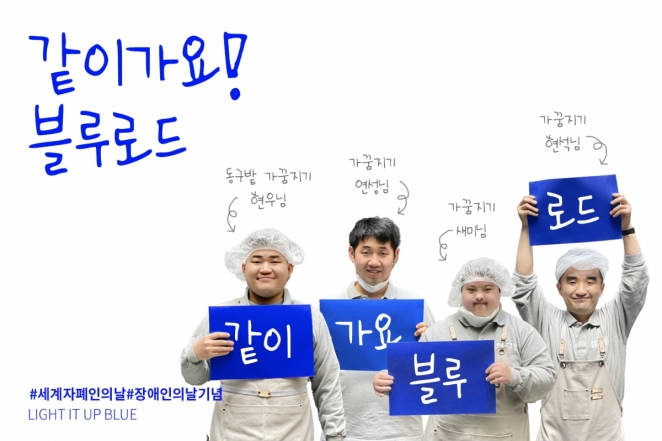 같이가요!
블루로드
동구밭 가꿈지기
현우님
가꿈지기
연성님
가꿈지기
새미님
가꿈지기
현석님
로드
같이
가요
블루
#세계자폐인의날#장애인의날기념
LIGHT IT UP BLUE